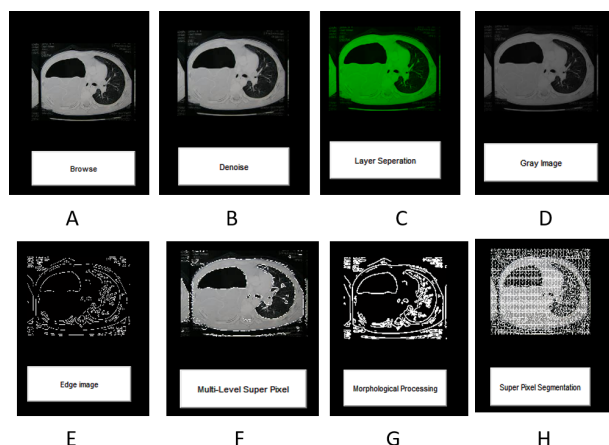 Browse
Denoise
Layer Seperation
Gray Image
A
B
C
D
Edge image
Multi-Level Super Pixel
Morphological Processing
Super Pixel Segmentation
E
F
G
H